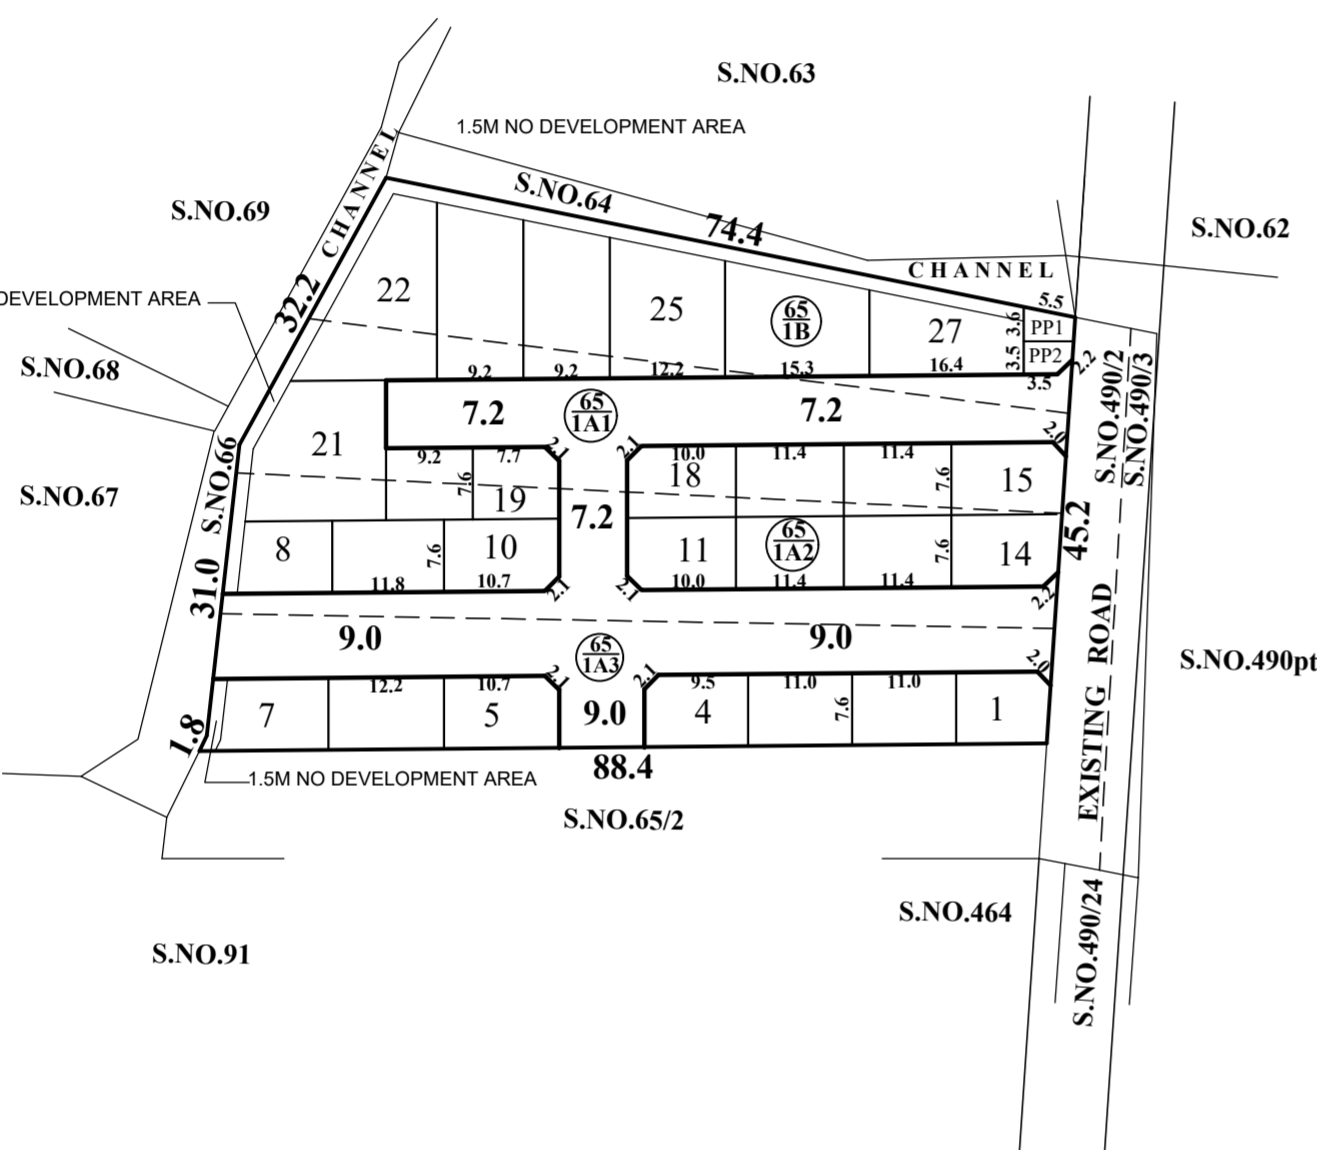 S.NO.63
1.5M NO DEVELOPMENT AREA
CHANNEL
S.NO.64
S.NO.69
74.4
S.NO.62
CHANNEL
22
32.2
DEVELOPMENT AREA
25
65
1B
27
5.5
3.6
PP1
3.5
PP2
2.2
S.NO.68
9.2
9.2
12.2
15.3
16.4
3.5
S.NO.490/2
S.NO.490/3
7.2
65
1A1
7.2
2.0
21
9.2
7.7
2.1
2.1
10.0
11.4
11.4
S.NO.66
S.NO.67
7.6
19
18
7.6
15
7.2
45.2
8
7.6
10
11
65
1A2
7.6
14
31.0
11.8
10.7
2.1
2.1
10.0
11.4
11.4
2.2
9.0
65
1A3
9.0
EXISTING ROAD
2.0
S.NO.490pt
12.2
10.7
2.1
2.1
9.5
11.0
11.0
7
5
9.0
4
7.6
1
1.8
88.4
1.5M NO DEVELOPMENT AREA
S.NO.65/2
S.NO.464
S.NO.490/24
S.NO.91